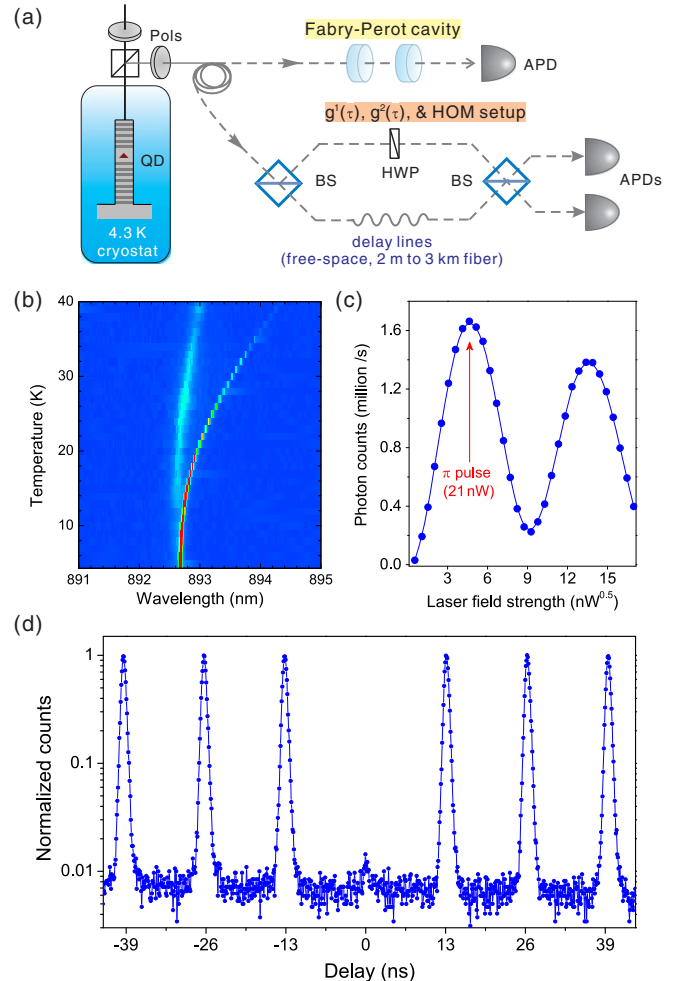 (a)
Pols
Fabry-Perot cavity
APD
g¹(τ), g²(τ), & HOM setup
QD
BS
HWP
BS
APDs
4.3 K
cryostat
delay lines
(free-space, 2 m to 3 km fiber)
(b)
40
30
20
10
Temperature (K)
891
892
893
894
895
Wavelength (nm)
(c)
1.6
1.2
0.8
0.4
0.0
Photon counts (million /s)
π pulse
(21 nW)
3
6
9
12
15
Laser field strength (nW⁰·⁵)
(d)
1
0.1
0.01
Normalized counts
-39
-26
-13
0
13
26
39
Delay (ns)